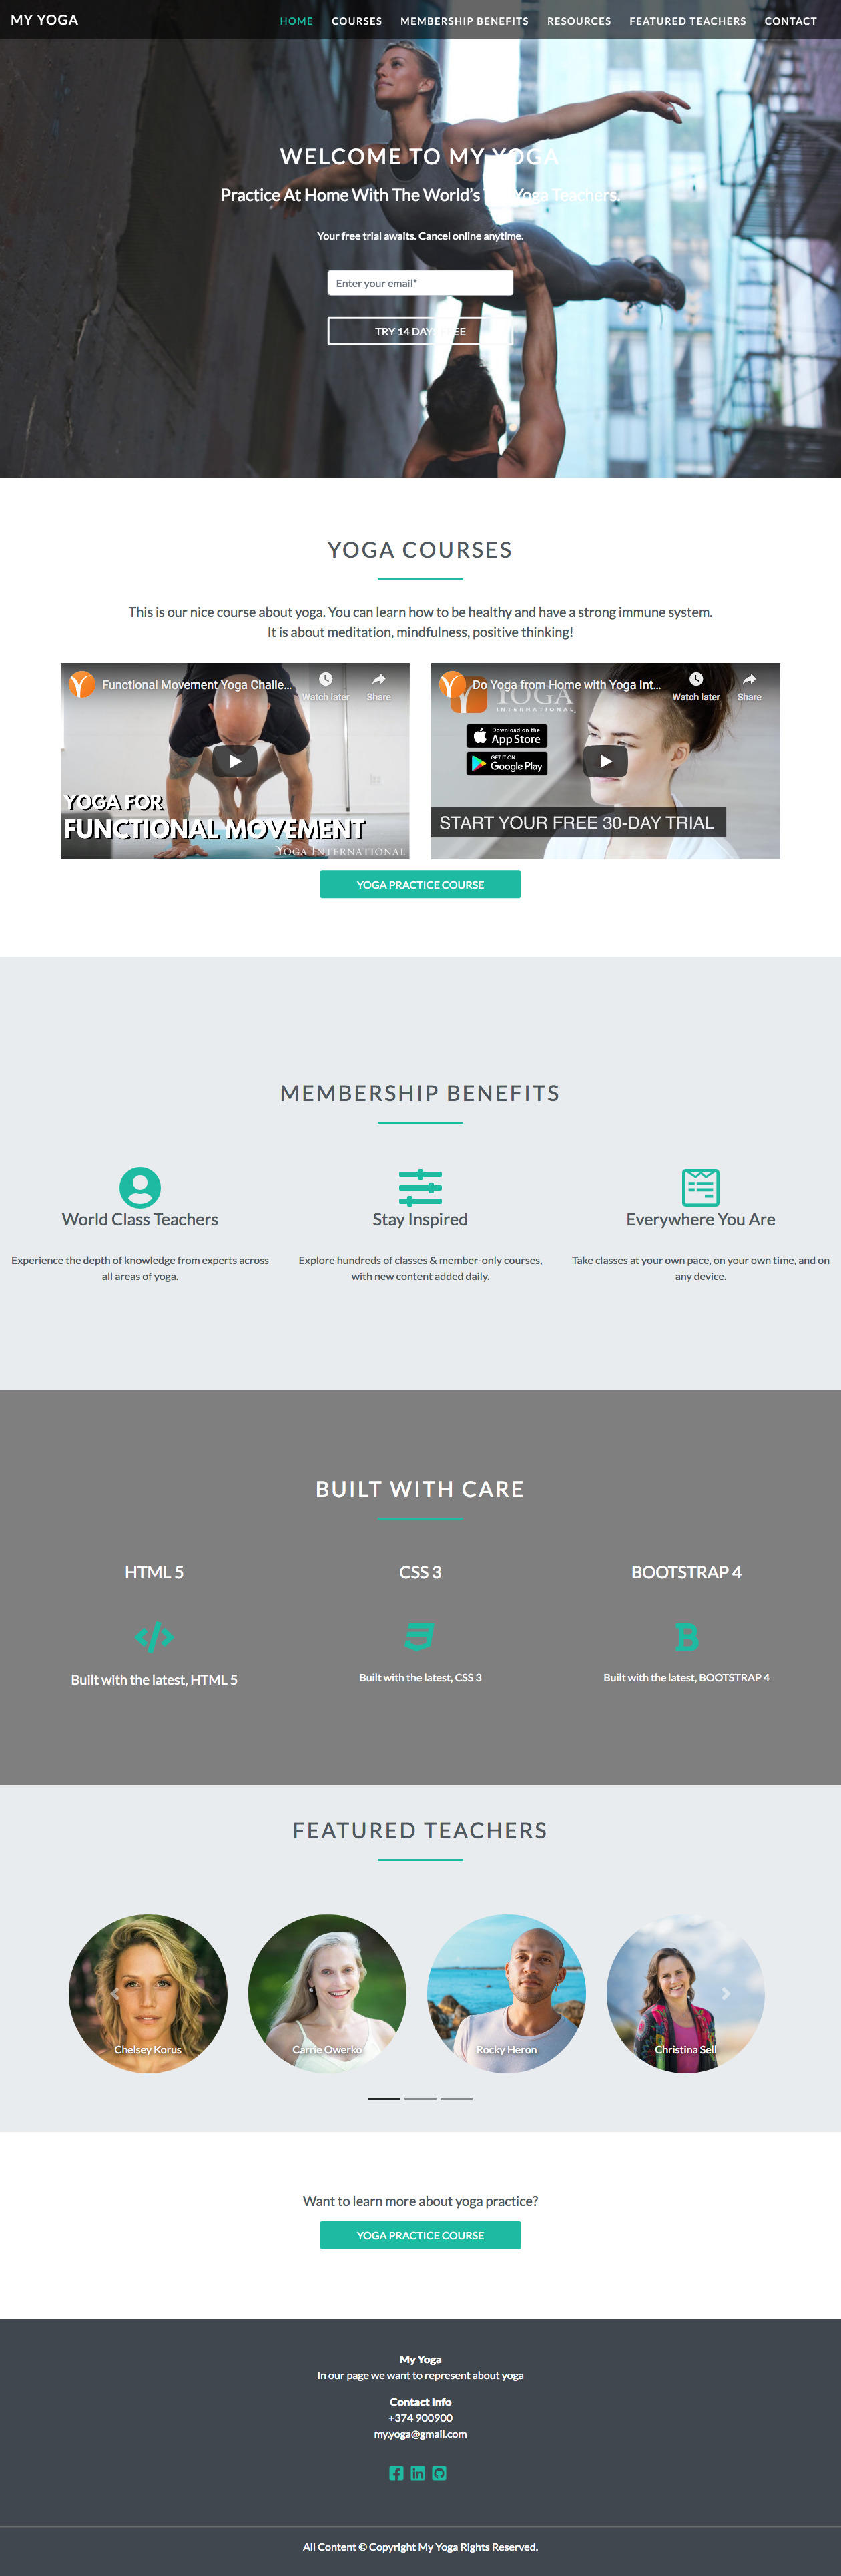 MY YOGA
HOME
COURSES
MEMBERSHIP BENEFITS
RESOURCES
FEATURED TEACHERS
CONTACT
WELCOME TO MY YOGA
Practice At Home With The World's Yoga Teachers.
Your free trial awaits. Cancel online anytime.
Enter your email*
TRY 14 DAY
YOGA COURSES
This is our nice course about yoga. You can learn how to be healthy and have a strong immune system.
It is about meditation, mindfulness, positive thinking!
Functional Movement Yoga Challe...
Watch later
Share
YOGA FOR
FUNCTIONAL MOVEMENT
YOGA INTERNATIONAL
Do Yoga from Home with Yoga Int...
Watch later
Share
YOGA
INTERNATIONAL
Download on the
App Store
GET IT ON
Google Play
START YOUR FREE 30-DAY TRIAL
YOGA PRACTICE COURSE
MEMBERSHIP BENEFITS
World Class Teachers
Experience the depth of knowledge from experts across
all areas of yoga.
Stay Inspired
Explore hundreds of classes & member-only courses,
with new content added daily.
Everywhere You Are
Take classes at your own pace, on your own time, and on
any device.
BUILT WITH CARE
HTML 5
Built with the latest, HTML 5
CSS 3
Built with the latest, CSS 3
BOOTSTRAP 4
B
Built with the latest, BOOTSTRAP 4
FEATURED TEACHERS
Chelsey Korus
Carrie Owerko
Rocky Heron
Christina Sell
Want to learn more about yoga practice?
YOGA PRACTICE COURSE
My Yoga
In our page we want to represent about yoga
Contact Info
+374 900900
my.yoga@gmail.com
All Content © Copyright My Yoga Rights Reserved.